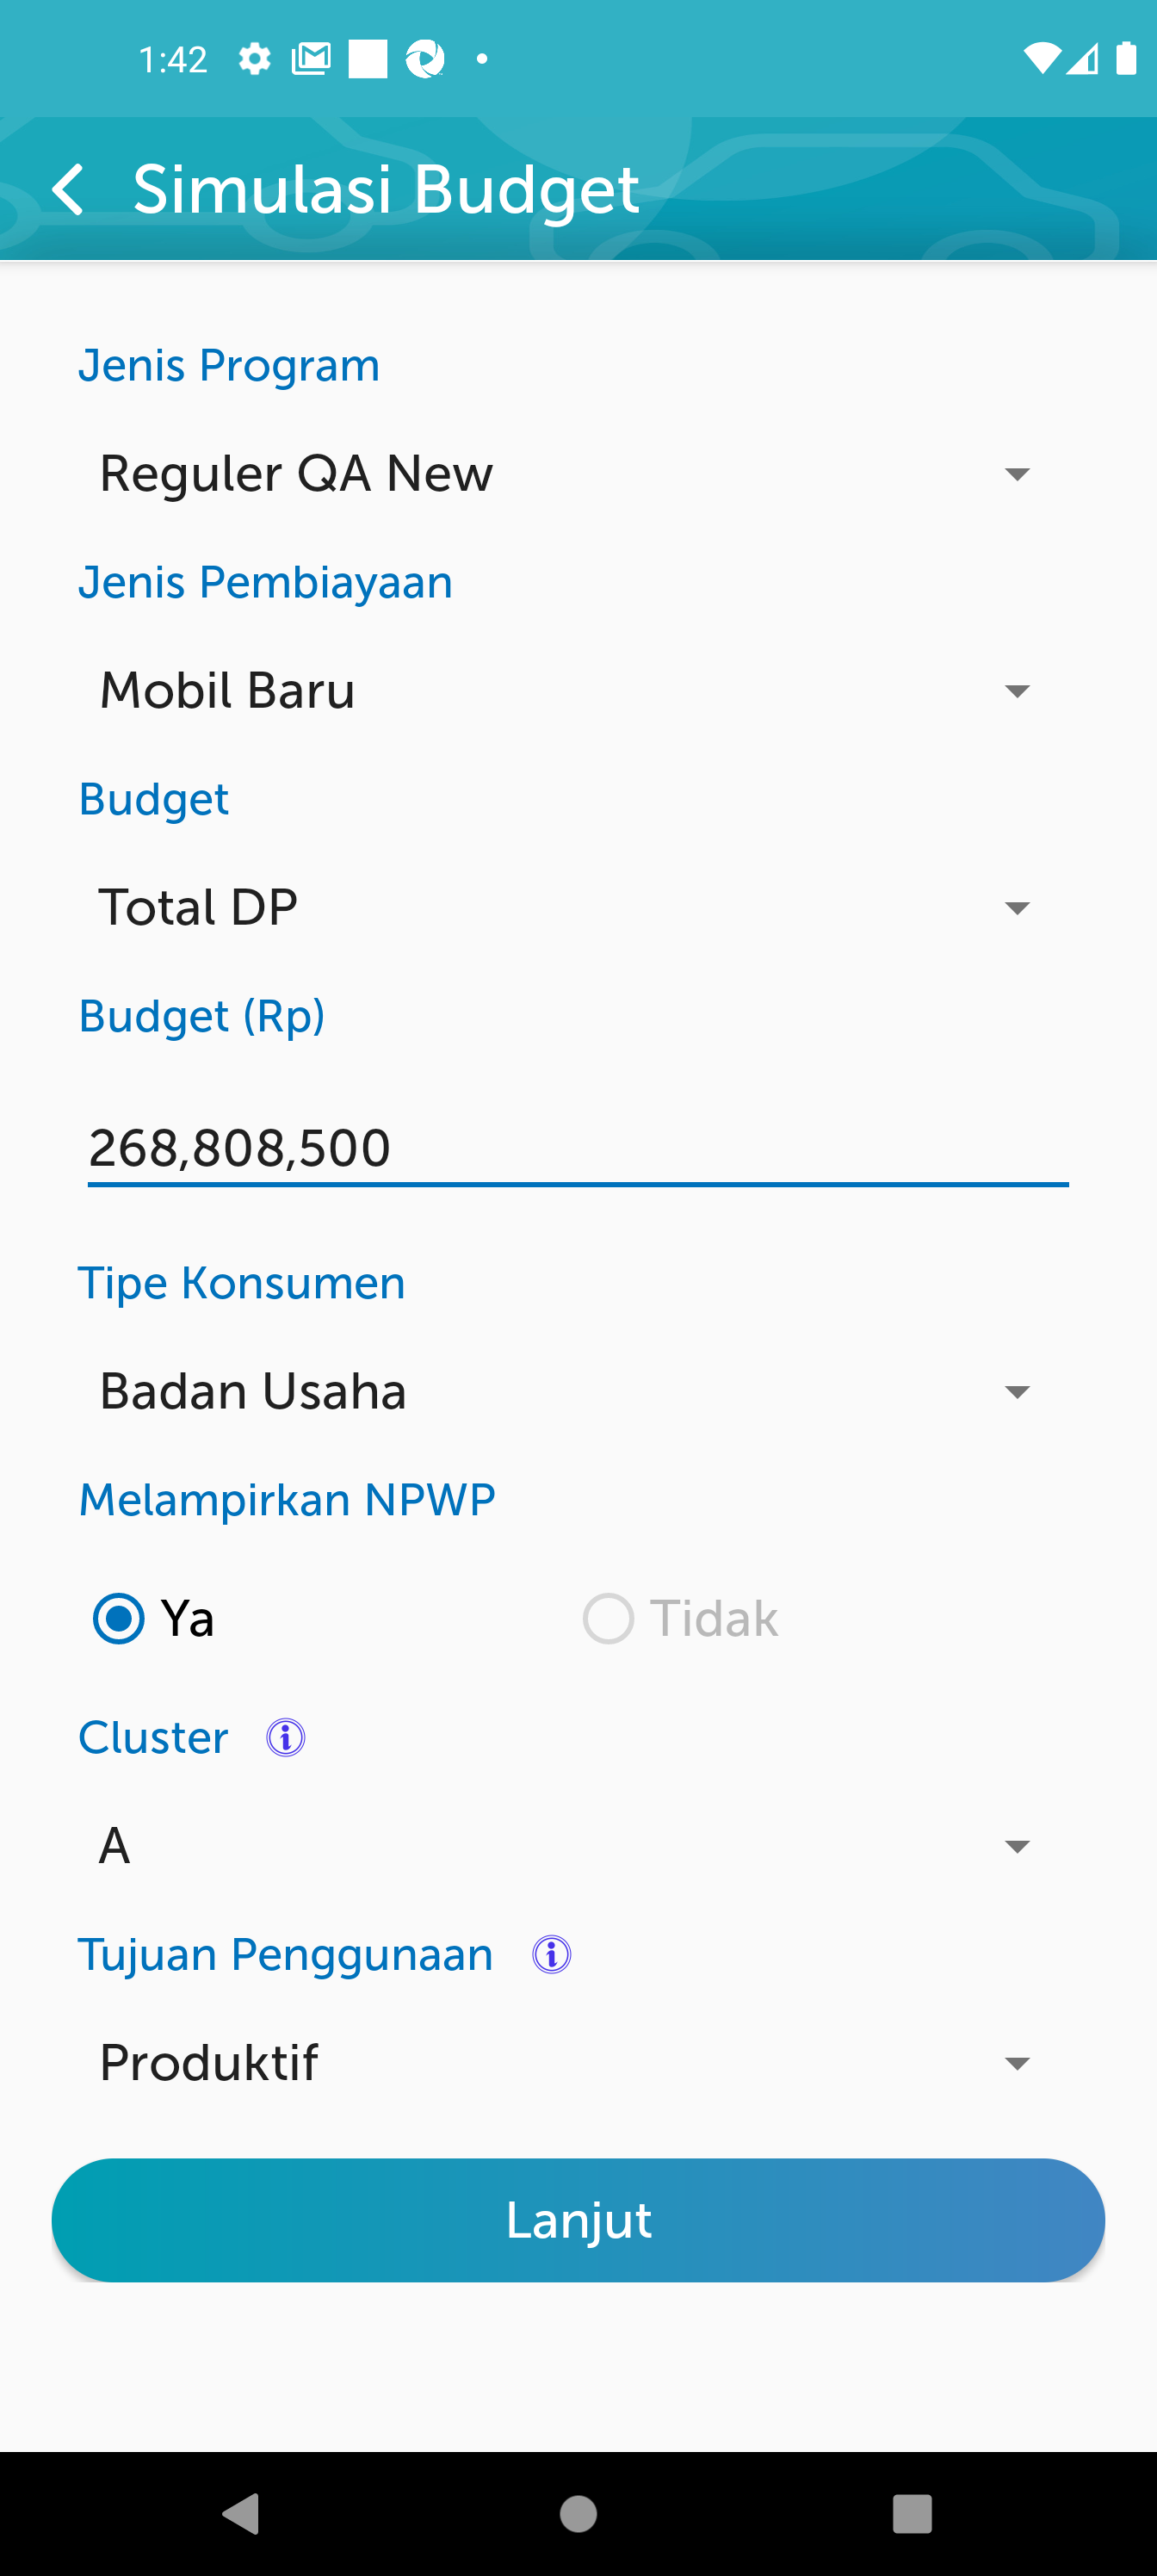 1:42
Simulasi Budget
Jenis Program
Reguler QA New
Jenis Pembiayaan
Mobil Baru
Budget
Total DP
Budget (Rp)
268,808,500
Tipe Konsumen
Badan Usaha
Melampirkan NPWP
Ya Tidak
Cluster
A
Tujuan Penggunaan
Produktif
Lanjut